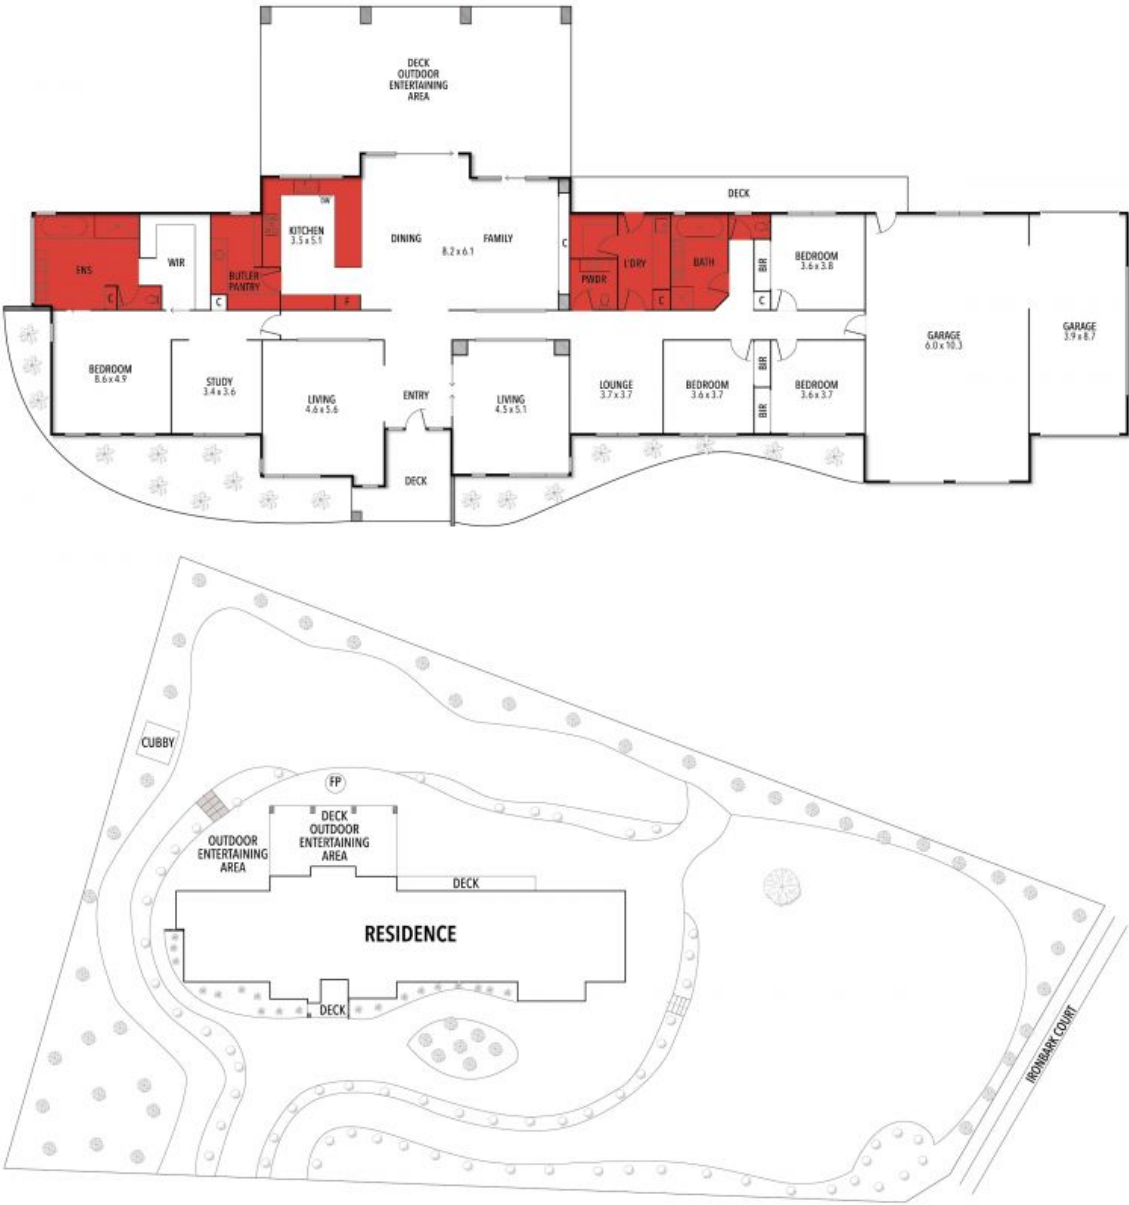 DECK
OUTDOOR
ENTERTAINING
AREA
DECK
KITCHEN
3.5 x 5.1
DW
DINING
FAMILY
8.2 x 6.1
C
ENS
WIR
BUTLER
PANTRY
C
C
F
PWDR
L'DRY
C
BATH
BIR
C
BEDROOM
3.6 x 3.8
GARAGE
6.0 x 10.3
GARAGE
3.9 x 8.7
BEDROOM
8.6 x 4.9
STUDY
3.4 x 3.6
LIVING
4.6 x 5.6
ENTRY
LIVING
4.5 x 5.1
LOUNGE
3.7 x 3.7
BEDROOM
3.6 x 3.7
BIR
BIR
BEDROOM
3.6 x 3.7
DECK
CUBBY
FP
OUTDOOR
ENTERTAINING
AREA
DECK
OUTDOOR
ENTERTAINING
AREA
DECK
RESIDENCE
DECK
IRONBARK COURT